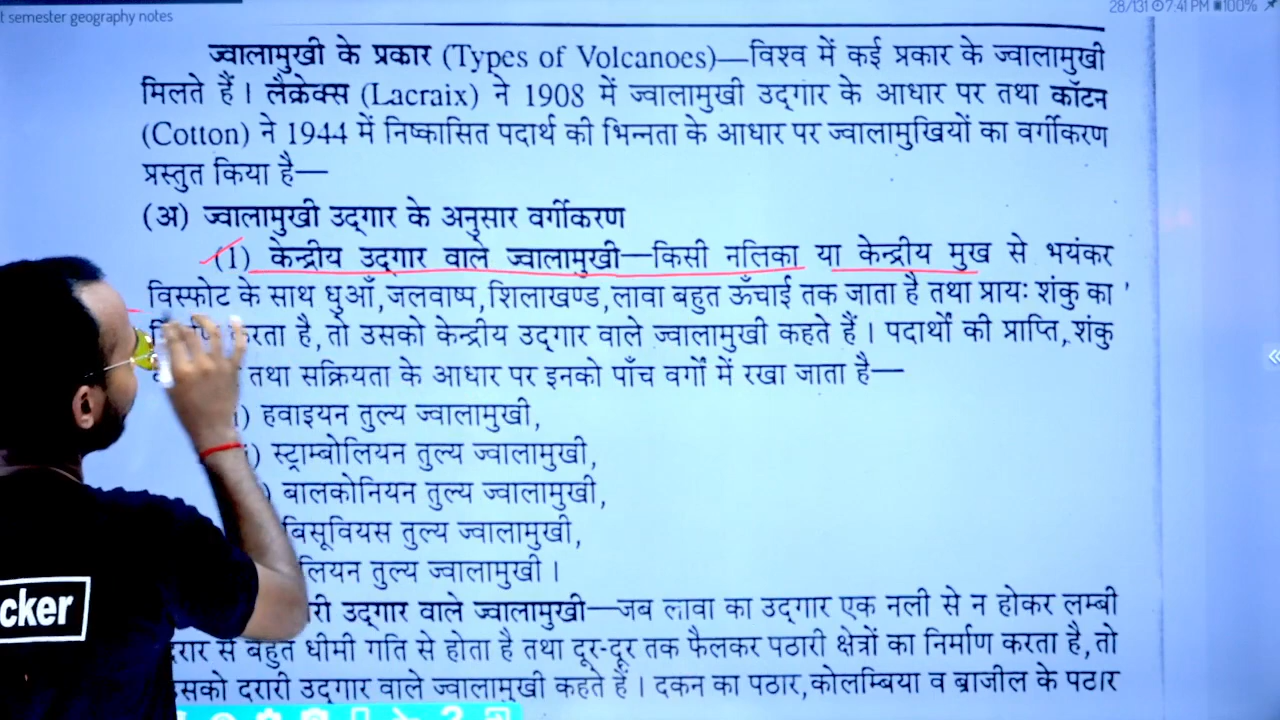 t semester geography notes
28/131 7:41 PM 100%
ज्वालामुखी के प्रकार (Types of Volcanoes)—विश्व में कई प्रकार के ज्वालामुखी
मिलते हैं । लैक्रेक्स (Lacraix) ने 1908 में ज्वालामुखी उद्‌गार के आधार पर तथा कॉटन
(Cotton) ने 1944 में निष्कासित पदार्थ की भिन्नता के आधार पर ज्वालामुखियों का वर्गीकरण
प्रस्तुत किया है—
(अ) ज्वालामुखी उद्‌गार के अनुसार वर्गीकरण
(1) केन्द्रीय उद्‌गार वाले ज्वालामुखी—किसी नलिका या केन्द्रीय मुख से भयंकर
विस्फोट के साथ धुआँ, जलवाष्प, शिलाखण्ड, लावा बहुत ऊँचाई तक जाता है तथा प्रायः शंकु का
करता है, तो उसको केन्द्रीय उद्‌गार वाले ज्वालामुखी कहते हैं । पदार्थों की प्राप्ति, शंकु
तथा सक्रियता के आधार पर इनको पाँच वर्गों में रखा जाता है—
) हवाइयन तुल्य ज्वालामुखी,
) स्ट्राम्बोलियन तुल्य ज्वालामुखी,
) बालकोनियन तुल्य ज्वालामुखी,
बिसूवियस तुल्य ज्वालामुखी,
लियन तुल्य ज्वालामुखी ।
री उद्‌गार वाले ज्वालामुखी—जब लावा का उद्‌गार एक नली से न होकर लम्बी
दरार से बहुत धीमी गति से होता है तथा दूर-दूर तक फैलकर पठारी क्षेत्रों का निर्माण करता है, तो
उसको दरारी उद्‌गार वाले ज्वालामुखी कहते हैं । दकन का पठार, कोलम्बिया व ब्राजील के पठार
cker